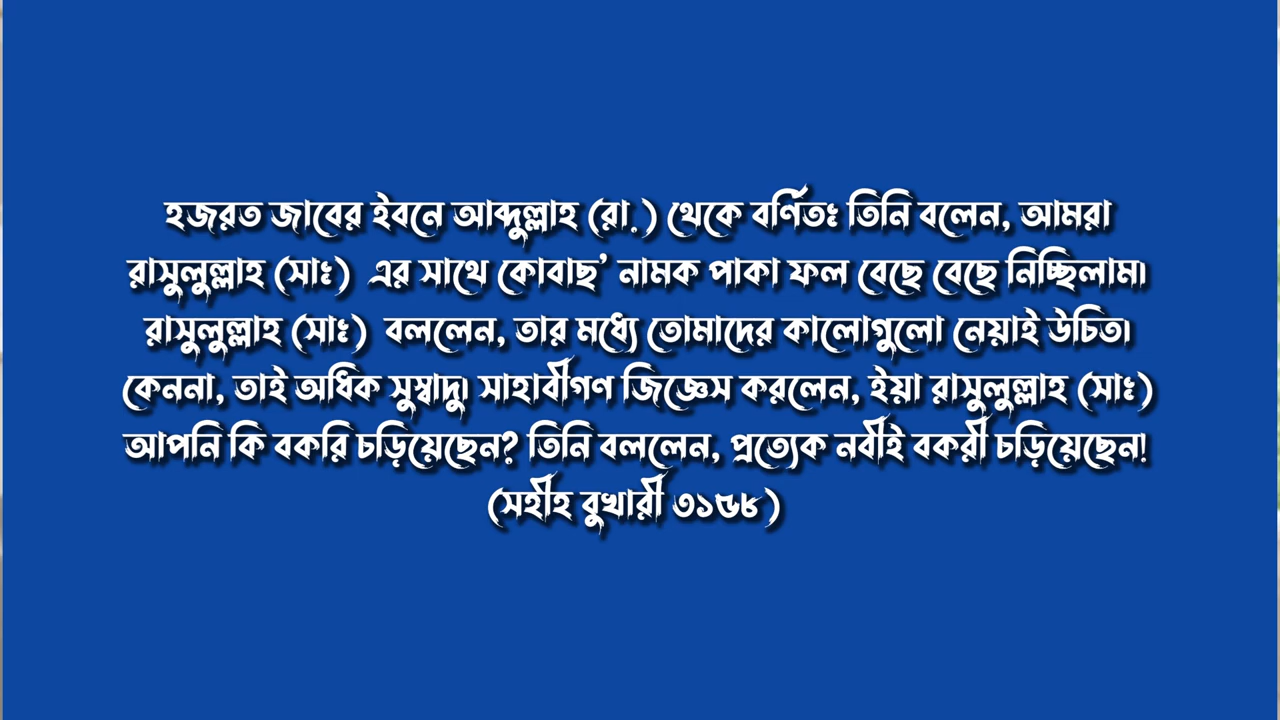 হজরত জাবের ইবনে আব্দুল্লাহ (রা.) থেকে বর্ণিতঃ তিনি বলেন, আমরা
রাসুলুল্লাহ (সাঃ) এর সাথে কোবাছ’ নামক পাকা ফল বেছে বেছে নিচ্ছিলাম।
রাসুলুল্লাহ (সাঃ) বললেন, তার মধ্যে তোমাদের কালোগুলো নেয়াই উচিত।
কেননা, তাই অধিক সুস্বাদু। সাহাবীগণ জিজ্ঞেস করলেন, ইয়া রাসুলুল্লাহ (সাঃ)
আপনি কি বকরি চড়িয়েছেন? তিনি বললেন, প্রত্যেক নবীই বকরী চড়িয়েছেন!
(সহীহ বুখারী ৩১৫৮)